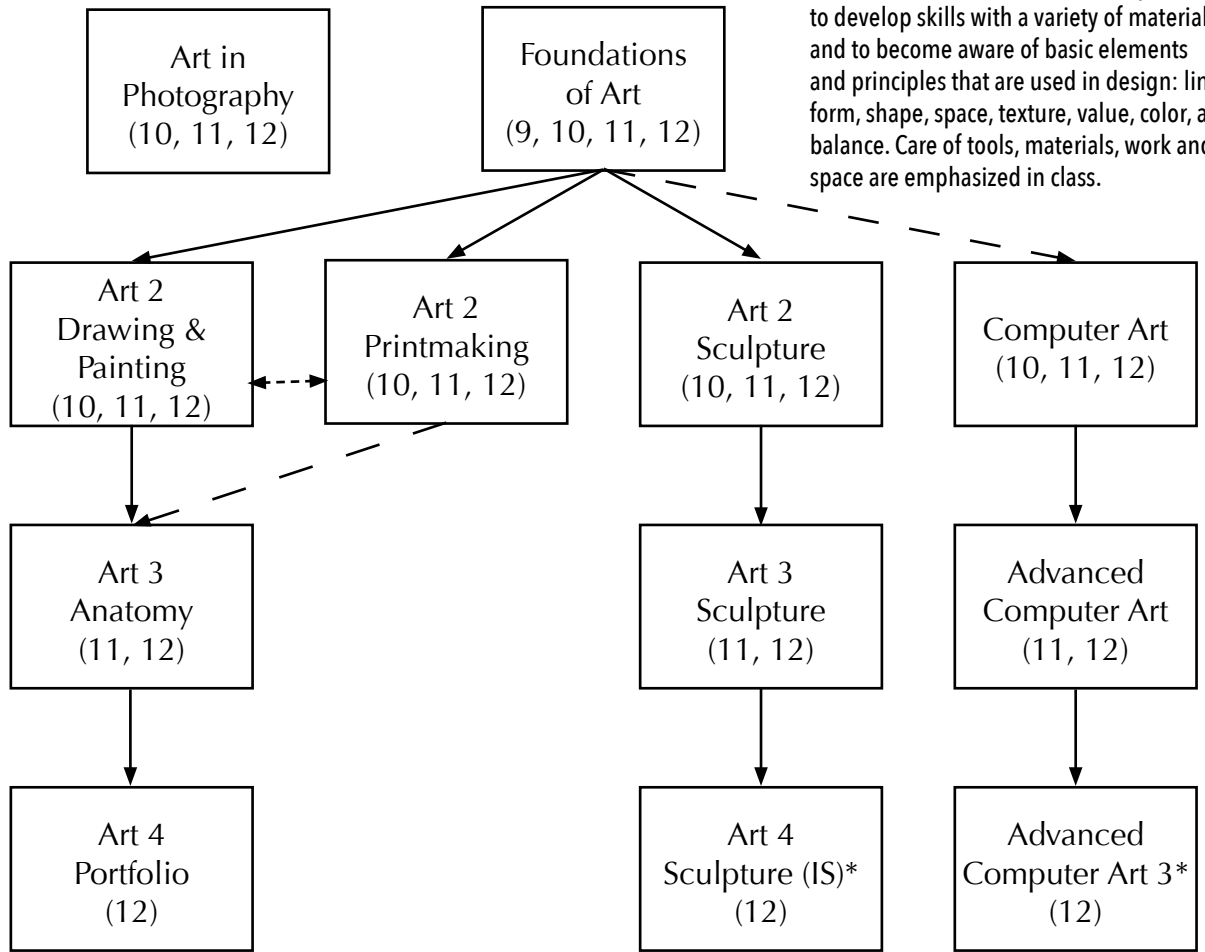 Art in
Photography
(10, 11, 12)
Foundations
of Art
(9, 10, 11, 12)
to develop skills with a variety of material
and to become aware of basic elements
and principles that are used in design:
form, shape, space, texture, value, color,
balance. Care of tools, materials, work
space are emphasized in class.
Art 2
Drawing &
Painting
(10, 11, 12)
Art 2
Printmaking
(10, 11, 12)
Art 2
Sculpture
(10, 11, 12)
Computer Art
(10, 11, 12)
Art 3
Anatomy
(11, 12)
Art 3
Sculpture
(11, 12)
Advanced
Computer Art
(11, 12)
Art 4
Portfolio
(12)
Art 4
Sculpture (IS)*
(12)
Advanced
Computer Art 3*
(12)